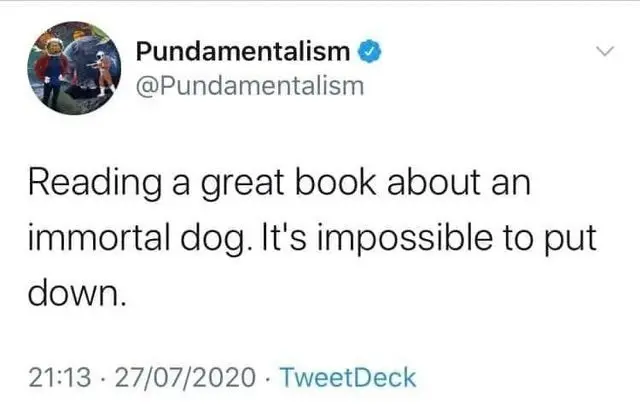 Pundamentalism
@Pundamentalism
Reading a great book about an
immortal dog. It's impossible to put
down.
21:13 · 27/07/2020 · TweetDeck